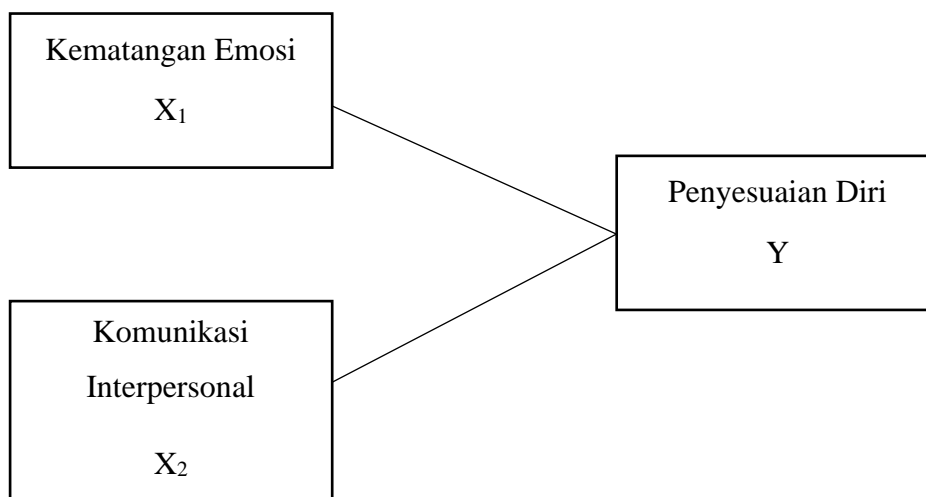 Kematangan Emosi
X₁
Penyesuaian Diri
Y
Komunikasi
Interpersonal
X₂